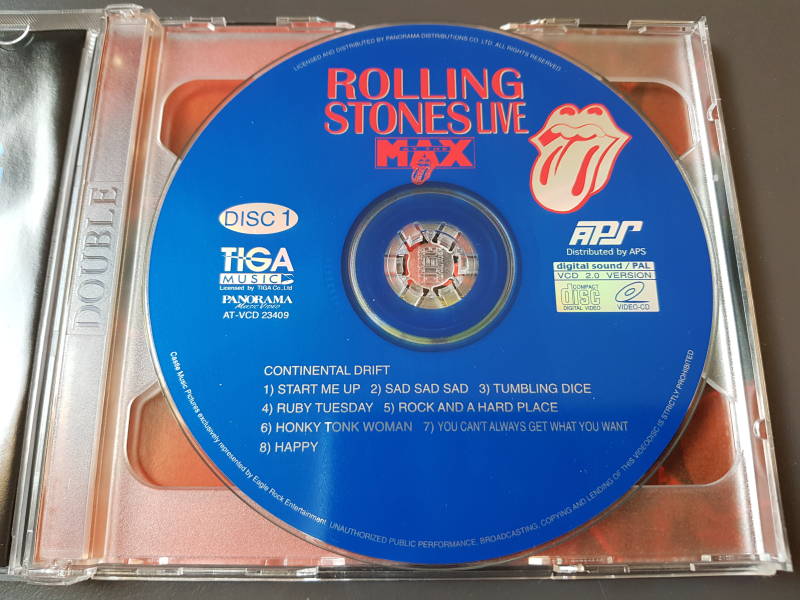 LICENSED AND DISTRIBUTED BY PANORAMA DISTRIBUTIONS CO. LTD. ALL RIGHTS RESERVED
ROLLING
STONES LIVE
AT THE
MAX
DISC 1
TIGA
MUSIC
Licensed by TIGA Co.,Ltd
PANORAMA
Music Video
AT-VCD 23409
APS
Distributed by APS
digital sound / PAL
VCD 2.0 VERSION
COMPACT
disc
DIGITAL VIDEO
VIDEO-CD
DOUBLE
CONTINENTAL DRIFT
1) START ME UP 2) SAD SAD SAD 3) TUMBLING DICE
4) RUBY TUESDAY 5) ROCK AND A HARD PLACE
6) HONKY TONK WOMAN 7) YOU CAN'T ALWAYS GET WHAT YOU WANT
8) HAPPY
Castle Music Pictures exclusively represented by Eagle Rock Entertainment. UNAUTHORIZED PUBLIC PERFORMANCE, BROADCASTING, COPYING AND LENDING OF THIS VIDEODISC IS STRICTLY PROHIBITED